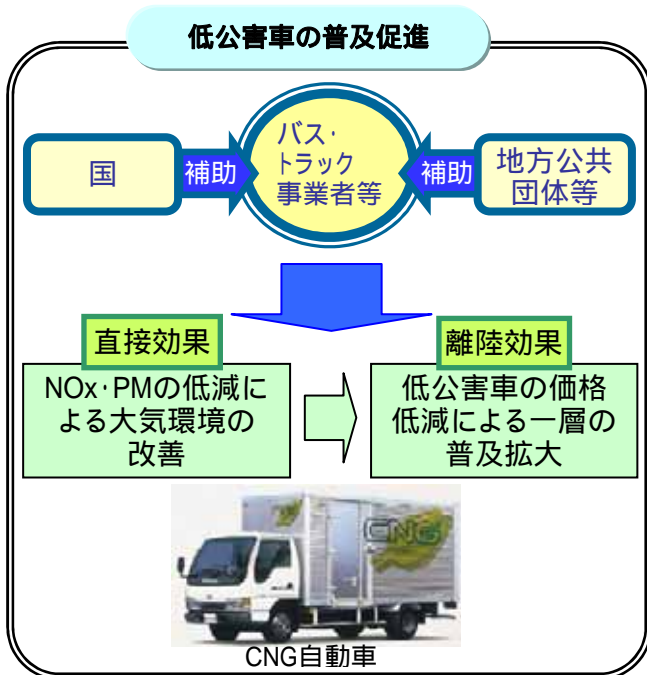 低公害車の普及促進
国
補助
バス・
トラック
事業者等
補助
地方公共
団体等
直接効果
NOx・PMの低減に
よる大気環境の
改善
離陸効果
低公害車の価格
低減による一層の
普及拡大
CNG
CNG自動車